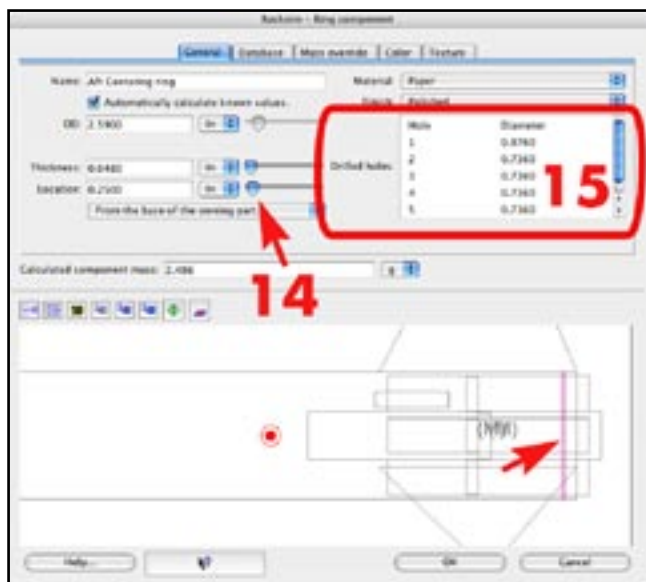 Rocksim - Ring component
General Database Mass override Color Texture
Name: Aft Centering ring
Material: Paper
Automatically calculate known values.
Polished
OD: 2.5900 In
Hole Diameter
1 0.8760
Thickness: 0.0480 In
Drilled holes:
2 0.7360
3 0.7360
Location: 0.2500 In
4 0.7360
From the base of the owning part
5 0.7360
15
14
Calculated component mass: 2.486 g
Help... OK Cancel